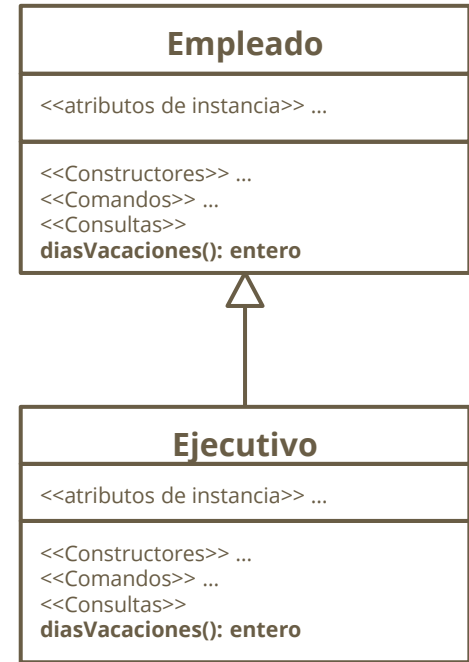 Empleado
<<atributos de instancia>> ...
<<Constructores>> ...
<<Comandos>> ...
<<Consultas>>
diasVacaciones(): entero
Ejecutivo
<<atributos de instancia>> ...
<<Constructores>> ...
<<Comandos>> ...
<<Consultas>>
diasVacaciones(): entero